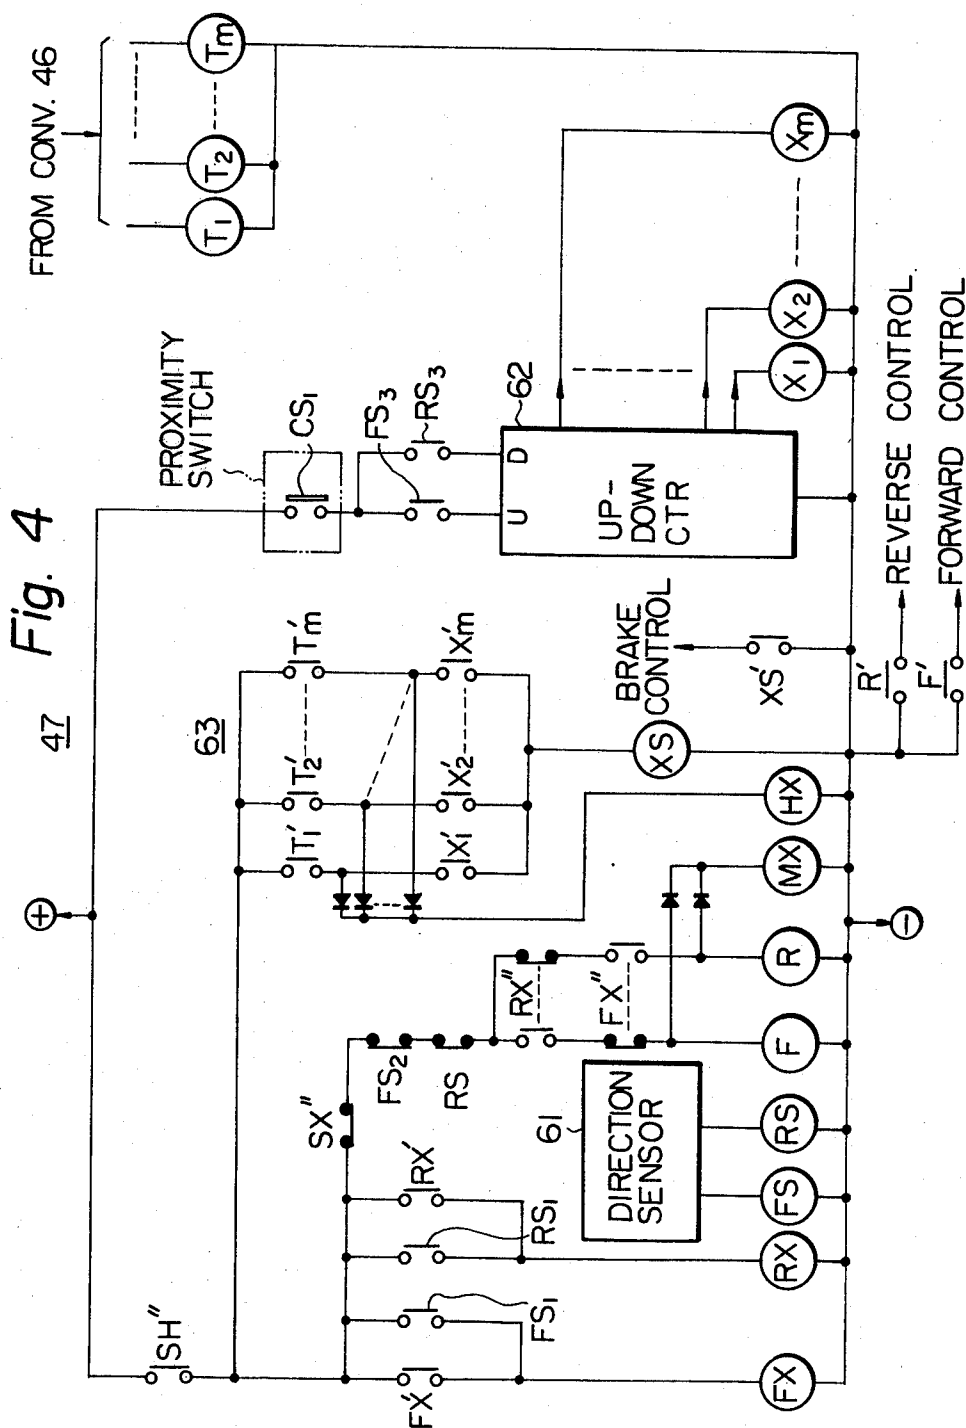 Fig. 4
47
FROM CONV. 46
T1
T2
Tm
PROXIMITY
SWITCH
CS1
FS3
RS3
62
U
D
UP-
DOWN
CTR
X1
X2
Xm
63
T'1
T'2
T'm
X'1
X'2
X'm
BRAKE
CONTROL
XS'
XS
HX
MX
R'
F'
REVERSE CONTROL
FORWARD CONTROL
+
−
SH"
SX"
FS2
RS
RX"
FX"
FX'
FS1
RS1
RX'
61
DIRECTION
SENSOR
FX
RX
FS
RS
F
R